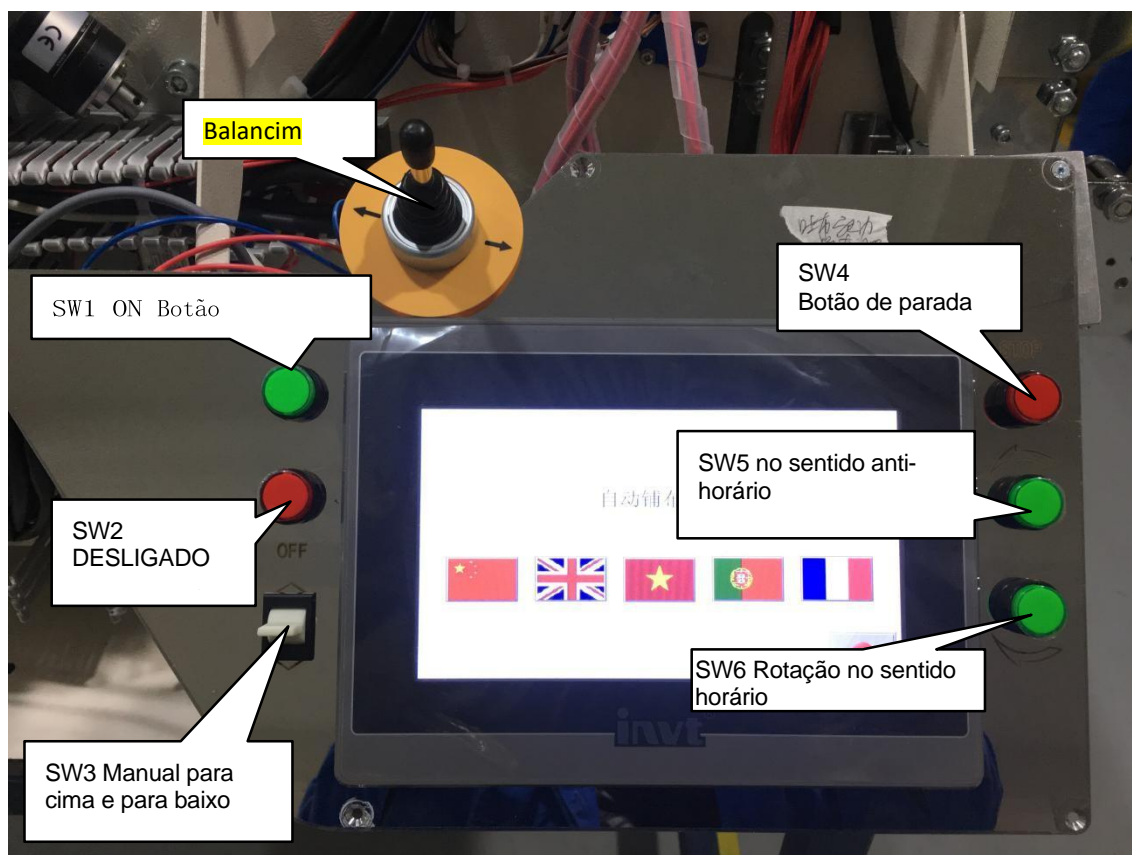 Balancim
SW1 ON Botão
SW4
Botão de parada
STOP
SW5 no sentido anti-
horário
自动铺布
SW2
DESLIGADO
OFF
SW6 Rotação no sentido
horário
invt
SW3 Manual para
cima e para baixo